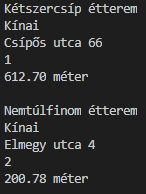 Kétszercsíp étterem
Kínai
Csípős utca 66
1
612.70 méter

Nemtúlfinom étterem
Kínai
Elmegy utca 4
2
200.78 méter